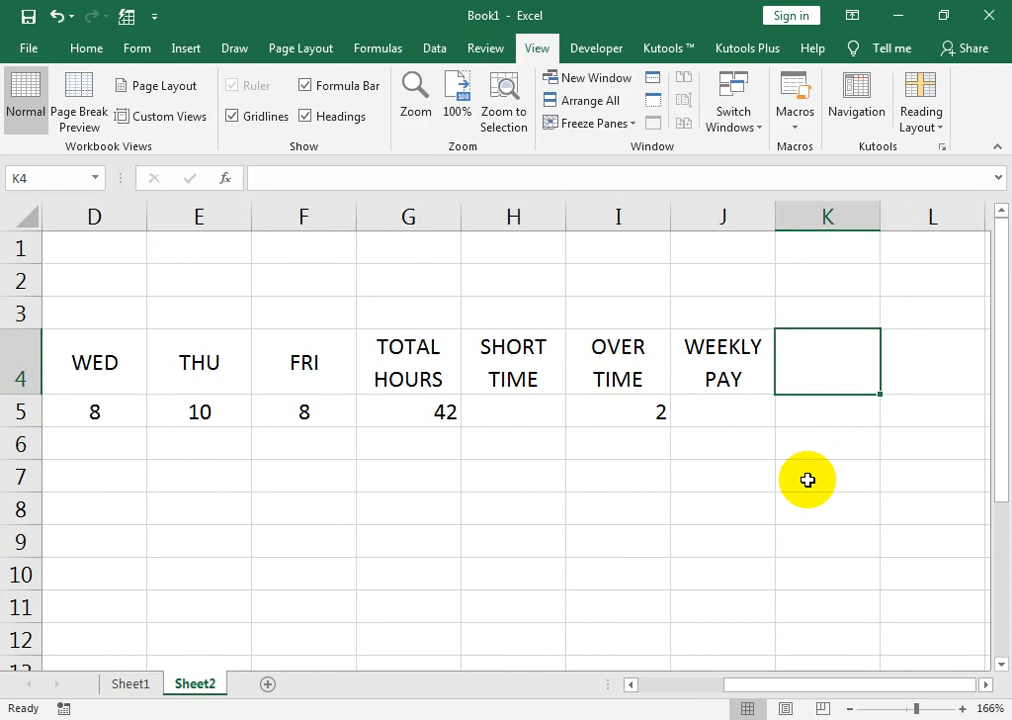 Book1 - Excel
Sign in
File Home Form Insert Draw Page Layout Formulas Data Review View Developer Kutools ™ Kutools Plus Help Tell me Share
Normal
Page Break
Preview
Page Layout
Custom Views
Workbook Views
Ruler
Formula Bar
Gridlines
Headings
Show
Zoom
100%
Zoom to
Selection
Zoom
New Window
Arrange All
Freeze Panes
Window
Switch
Windows
Macros
Macros
Navigation
Reading
Layout
Kutools
K4
fx
D E F G H I J K L
1
2
3
4 WED THU FRI TOTAL HOURS SHORT TIME OVER TIME WEEKLY PAY
5 8 10 8 42 2
6
7
8
9
10
11
12
13
Sheet1 Sheet2
Ready
166%